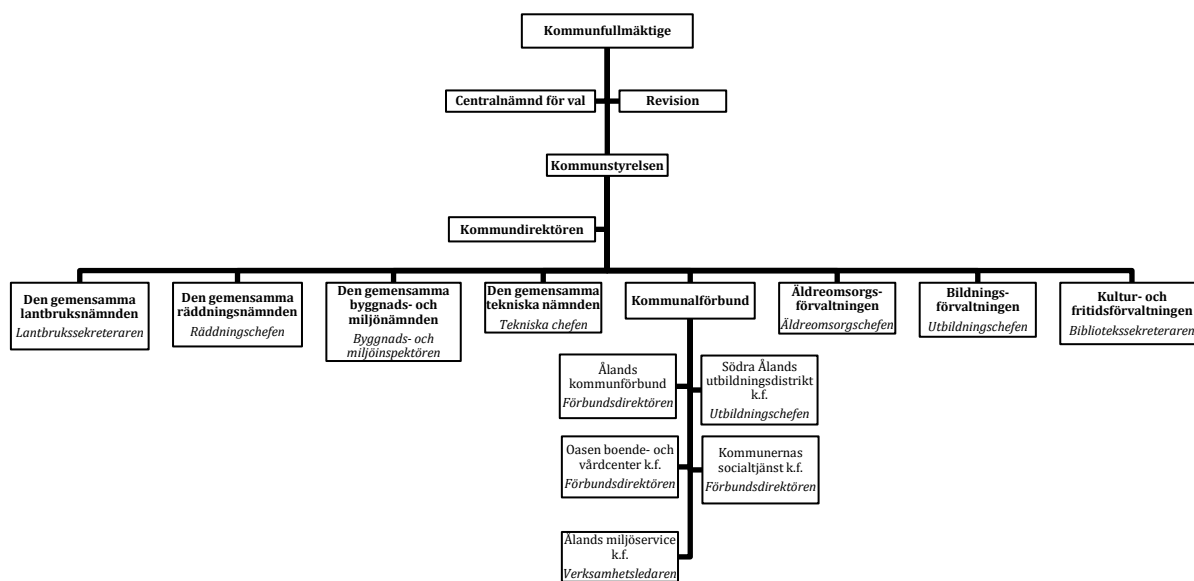 Kommunfullmäktige
Centralnämnd för val
Revision
Kommunstyrelsen
Kommundirektören
Den gemensamma
lantbruksnämnden
Lantbrukssekreteraren
Den gemensamma
räddningsnämnden
Räddningschefen
Den gemensamma
byggnads- och
miljönämnden
Byggnads- och
miljöinspektören
Den gemensamma
tekniska nämnden
Tekniska chefen
Kommunalförbund
Äldreomsorgs-
förvaltningen
Äldreomsorgschefen
Bildnings-
förvaltningen
Utbildningschefen
Kultur- och
fritidsförvaltningen
Bibliotekssekreteraren
Ålands
kommunförbund
Förbundsdirektören
Södra Ålands
utbildningsdistrikt
k.f.
Utbildningschefen
Oasen boende- och
vårdcenter k.f.
Förbundsdirektören
Kommunernas
socialtjänst k.f.
Förbundsdirektören
Ålands miljöservice
k.f.
Verksamhetsledaren